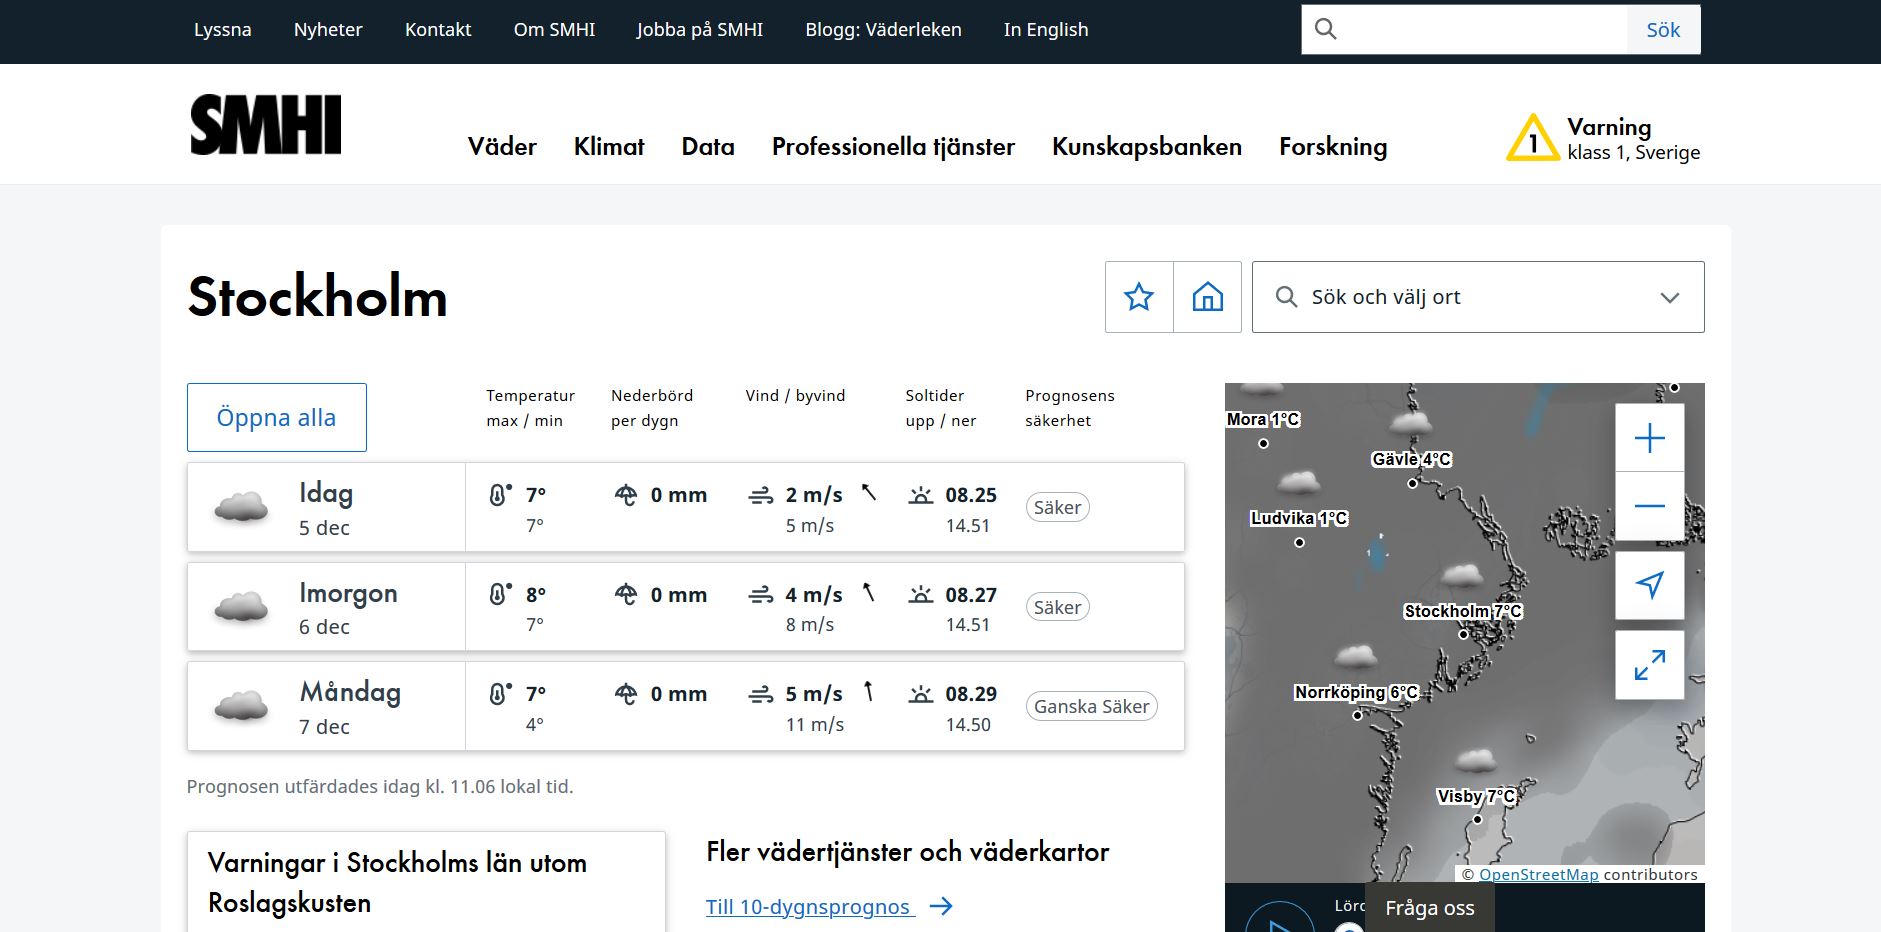 Lyssna Nyheter Kontakt Om SMHI Jobba på SMHI Blogg: Väderleken In English Sök
SMHI
Väder Klimat Data Professionella tjänster Kunskapsbanken Forskning
1 Varning
klass 1, Sverige
Stockholm
Sök och välj ort
Öppna alla
Temperatur
max / min
Nederbörd
per dygn
Vind / byvind
Soltider
upp / ner
Prognosens
säkerhet
Idag
5 dec
7°
7°
0 mm
2 m/s
5 m/s
08.25
14.51
Säker
Imorgon
6 dec
8°
7°
0 mm
4 m/s
8 m/s
08.27
14.51
Säker
Måndag
7 dec
7°
4°
0 mm
5 m/s
11 m/s
08.29
14.50
Ganska Säker
Prognosen utfärdades idag kl. 11.06 lokal tid.
Varningar i Stockholms län utom
Roslagskusten
Fler vädertjänster och väderkartor
Till 10-dygnsprognos
Mora 1°C
Gävle 4°C
Ludvika 1°C
Stockholm 7°C
Norrköping 6°C
Visby 7°C
© OpenStreetMap contributors
Fråga oss